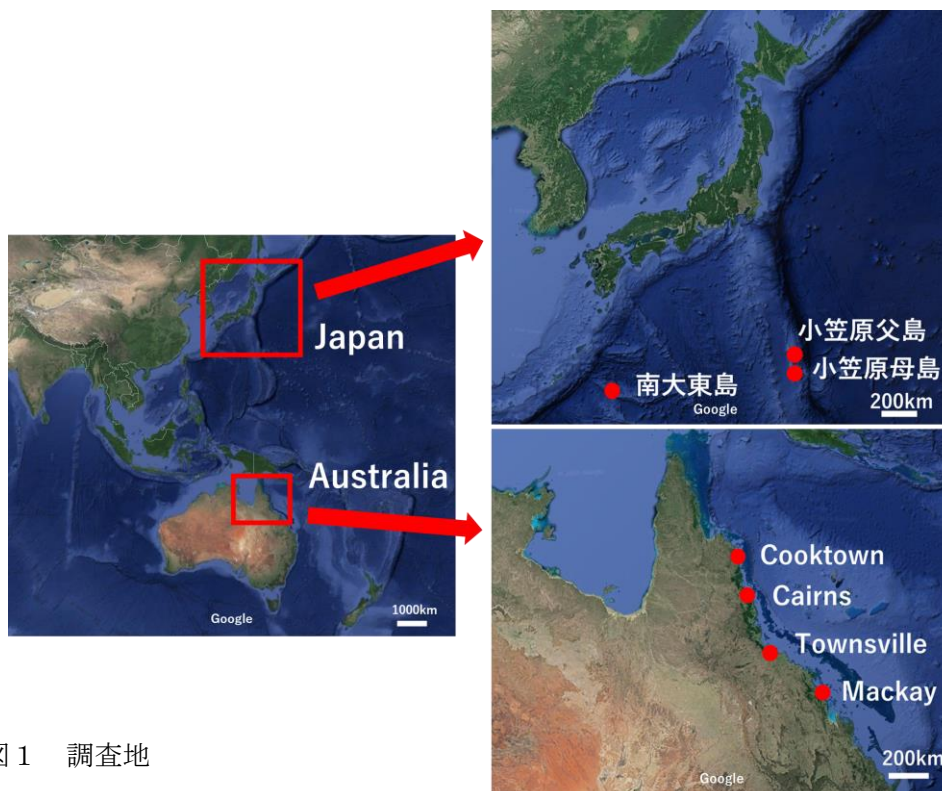 Japan
Australia
Google
1000km
小笠原父島
小笠原母島
南大東島
Google
200km
Cooktown
Cairns
Townsville
Mackay
200km
Google
図1 調査地